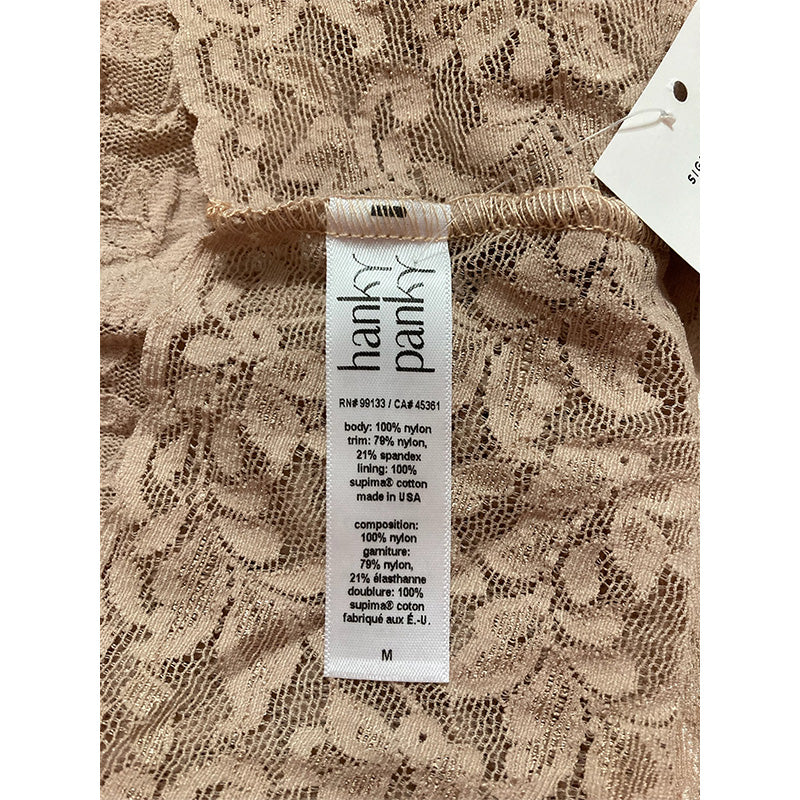 hanky
panky
RN# 99133 / CA# 45361
body: 100% nylon
trim: 79% nylon,
21% spandex
lining: 100%
supima® cotton
made in USA
composition:
100% nylon
garniture:
79% nylon,
21% élasthanne
doublure: 100%
supima® coton
fabriqué aux É.-U.
M